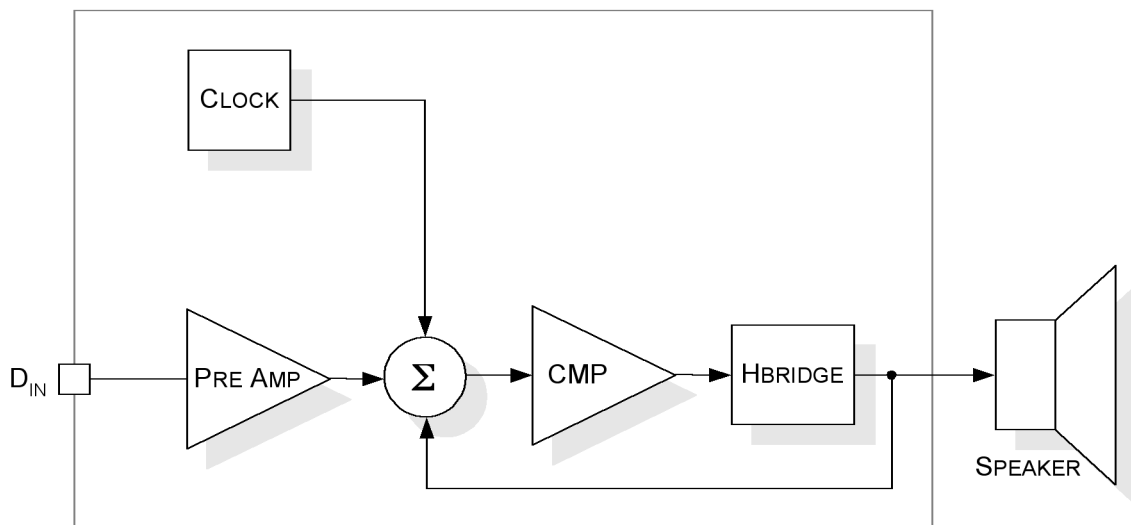 CLOCK
D_IN
PRE AMP
Σ
CMP
HBRIDGE
SPEAKER